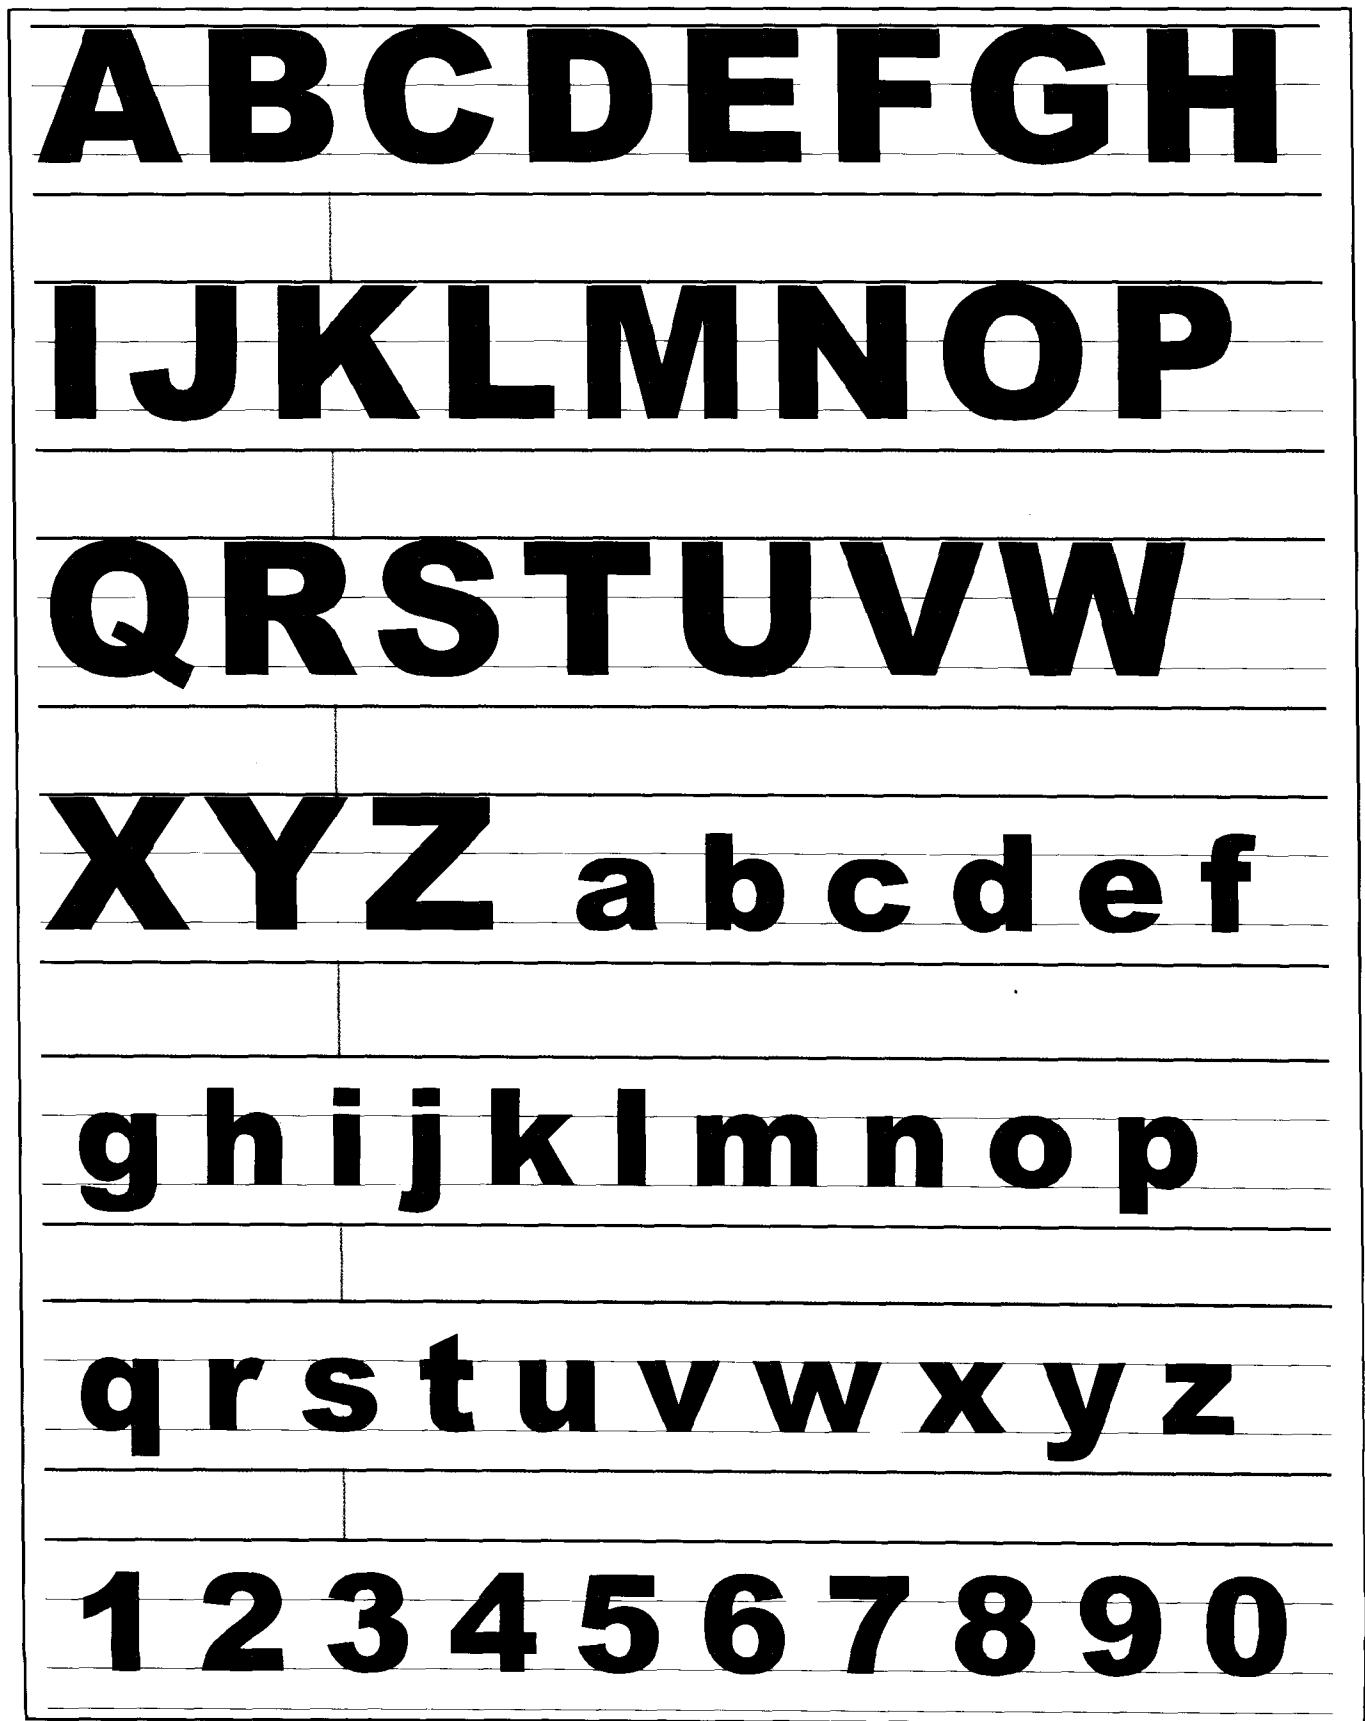 ABCDEFGH
IJKLMNOP
QRSTUVW
XYZ abcdef
ghijklmnop
qrstuvwxyz
1234567890